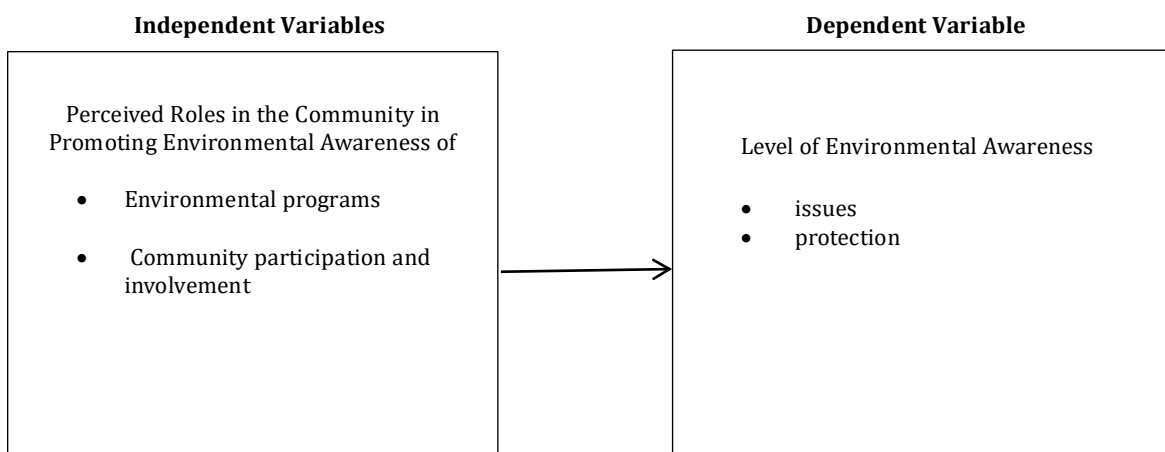 Independent Variables
Perceived Roles in the Community in
Promoting Environmental Awareness of
• Environmental programs
• Community participation and
involvement
Dependent Variable
Level of Environmental Awareness
• issues
• protection